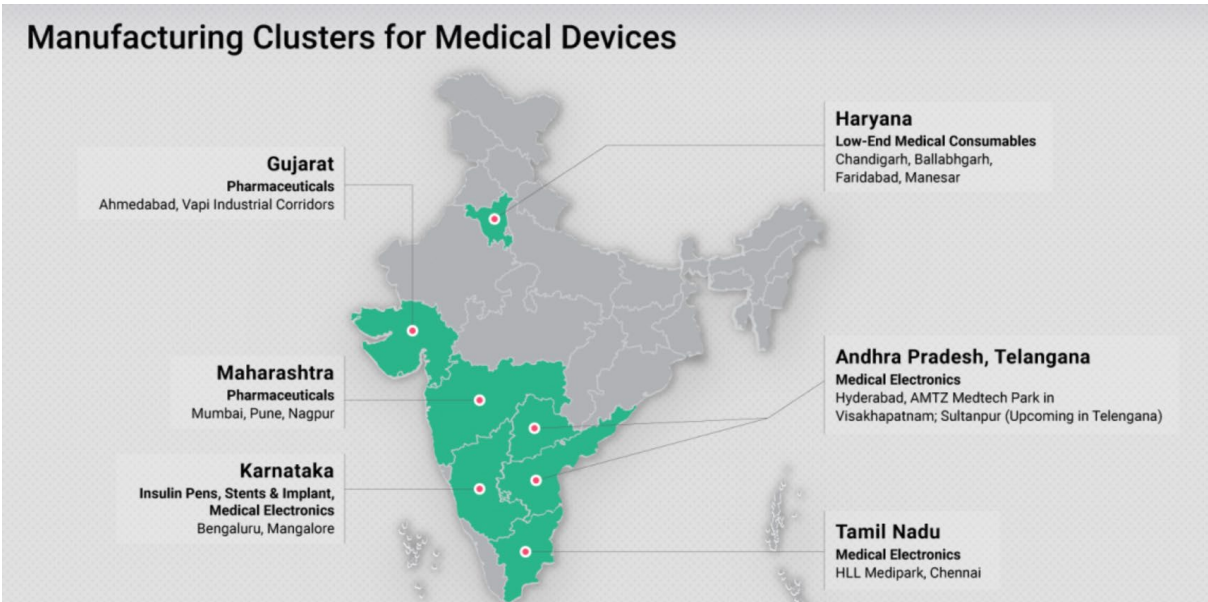 Manufacturing Clusters for Medical Devices
Gujarat
Pharmaceuticals
Ahmedabad, Vapi Industrial Corridors
Maharashtra
Pharmaceuticals
Mumbai, Pune, Nagpur
Karnataka
Insulin Pens, Stents & Implant,
Medical Electronics
Bengaluru, Mangalore
Haryana
Low-End Medical Consumables
Chandigarh, Ballabhgarh,
Faridabad, Manesar
Andhra Pradesh, Telangana
Medical Electronics
Hyderabad, AMTZ Medtech Park in
Visakhapatnam; Sultanpur (Upcoming in Telengana)
Tamil Nadu
Medical Electronics
HLL Medipark, Chennai